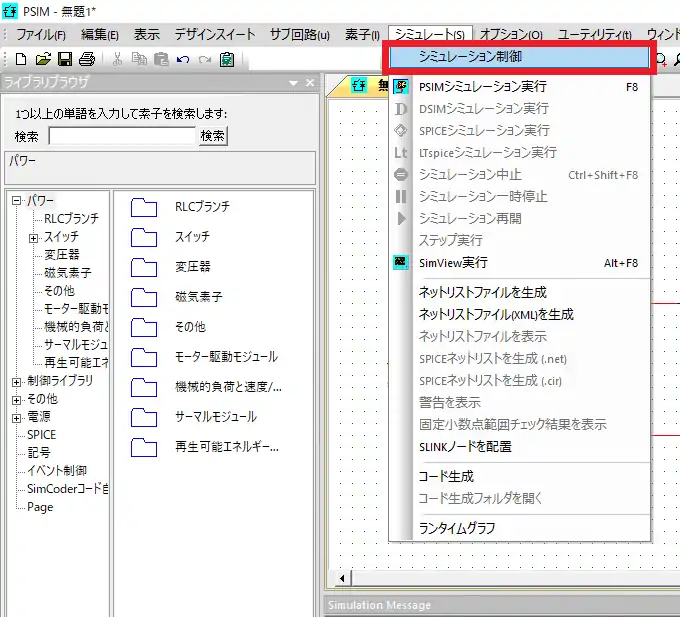 PSIM - 無題1*
ファイル(F) 編集(E) 表示 デザインスイート サブ回路(u) 素子(l) シミュレート(S) オプション(O) ユーティリティ(t) ウィンド
シミュレーション制御
ライブラリブラウザ
1つ以上の単語を入力して素子を検索します:
検索 検索
パワー
パワー
RLCブランチ
スイッチ
変圧器
磁気素子
その他
モーター駆動モ
機械的負荷と
サーマルモジュ
再生可能エネ
制御ライブラリ
その他
電源
SPICE
記号
イベント制御
SimCoderコード自
Page
RLCブランチ
スイッチ
変圧器
磁気素子
その他
モーター駆動モジュール
機械的負荷と速度/...
サーマルモジュール
再生可能エネルギー...
無
PSIMシミュレーション実行 F8
DSIMシミュレーション実行
SPICEシミュレーション実行
LTspiceシミュレーション実行
シミュレーション中止 Ctrl+Shift+F8
シミュレーション一時停止
シミュレーション再開
ステップ実行
SimView実行 Alt+F8
ネットリストファイルを生成
ネットリストファイル(XML)を生成
ネットリストファイルを表示
SPICEネットリストを生成 (.net)
SPICEネットリストを生成 (.cir)
警告を表示
固定小数点範囲チェック結果を表示
SLINKノードを配置
コード生成
コード生成フォルダを開く
ランタイムグラフ
Simulation Message